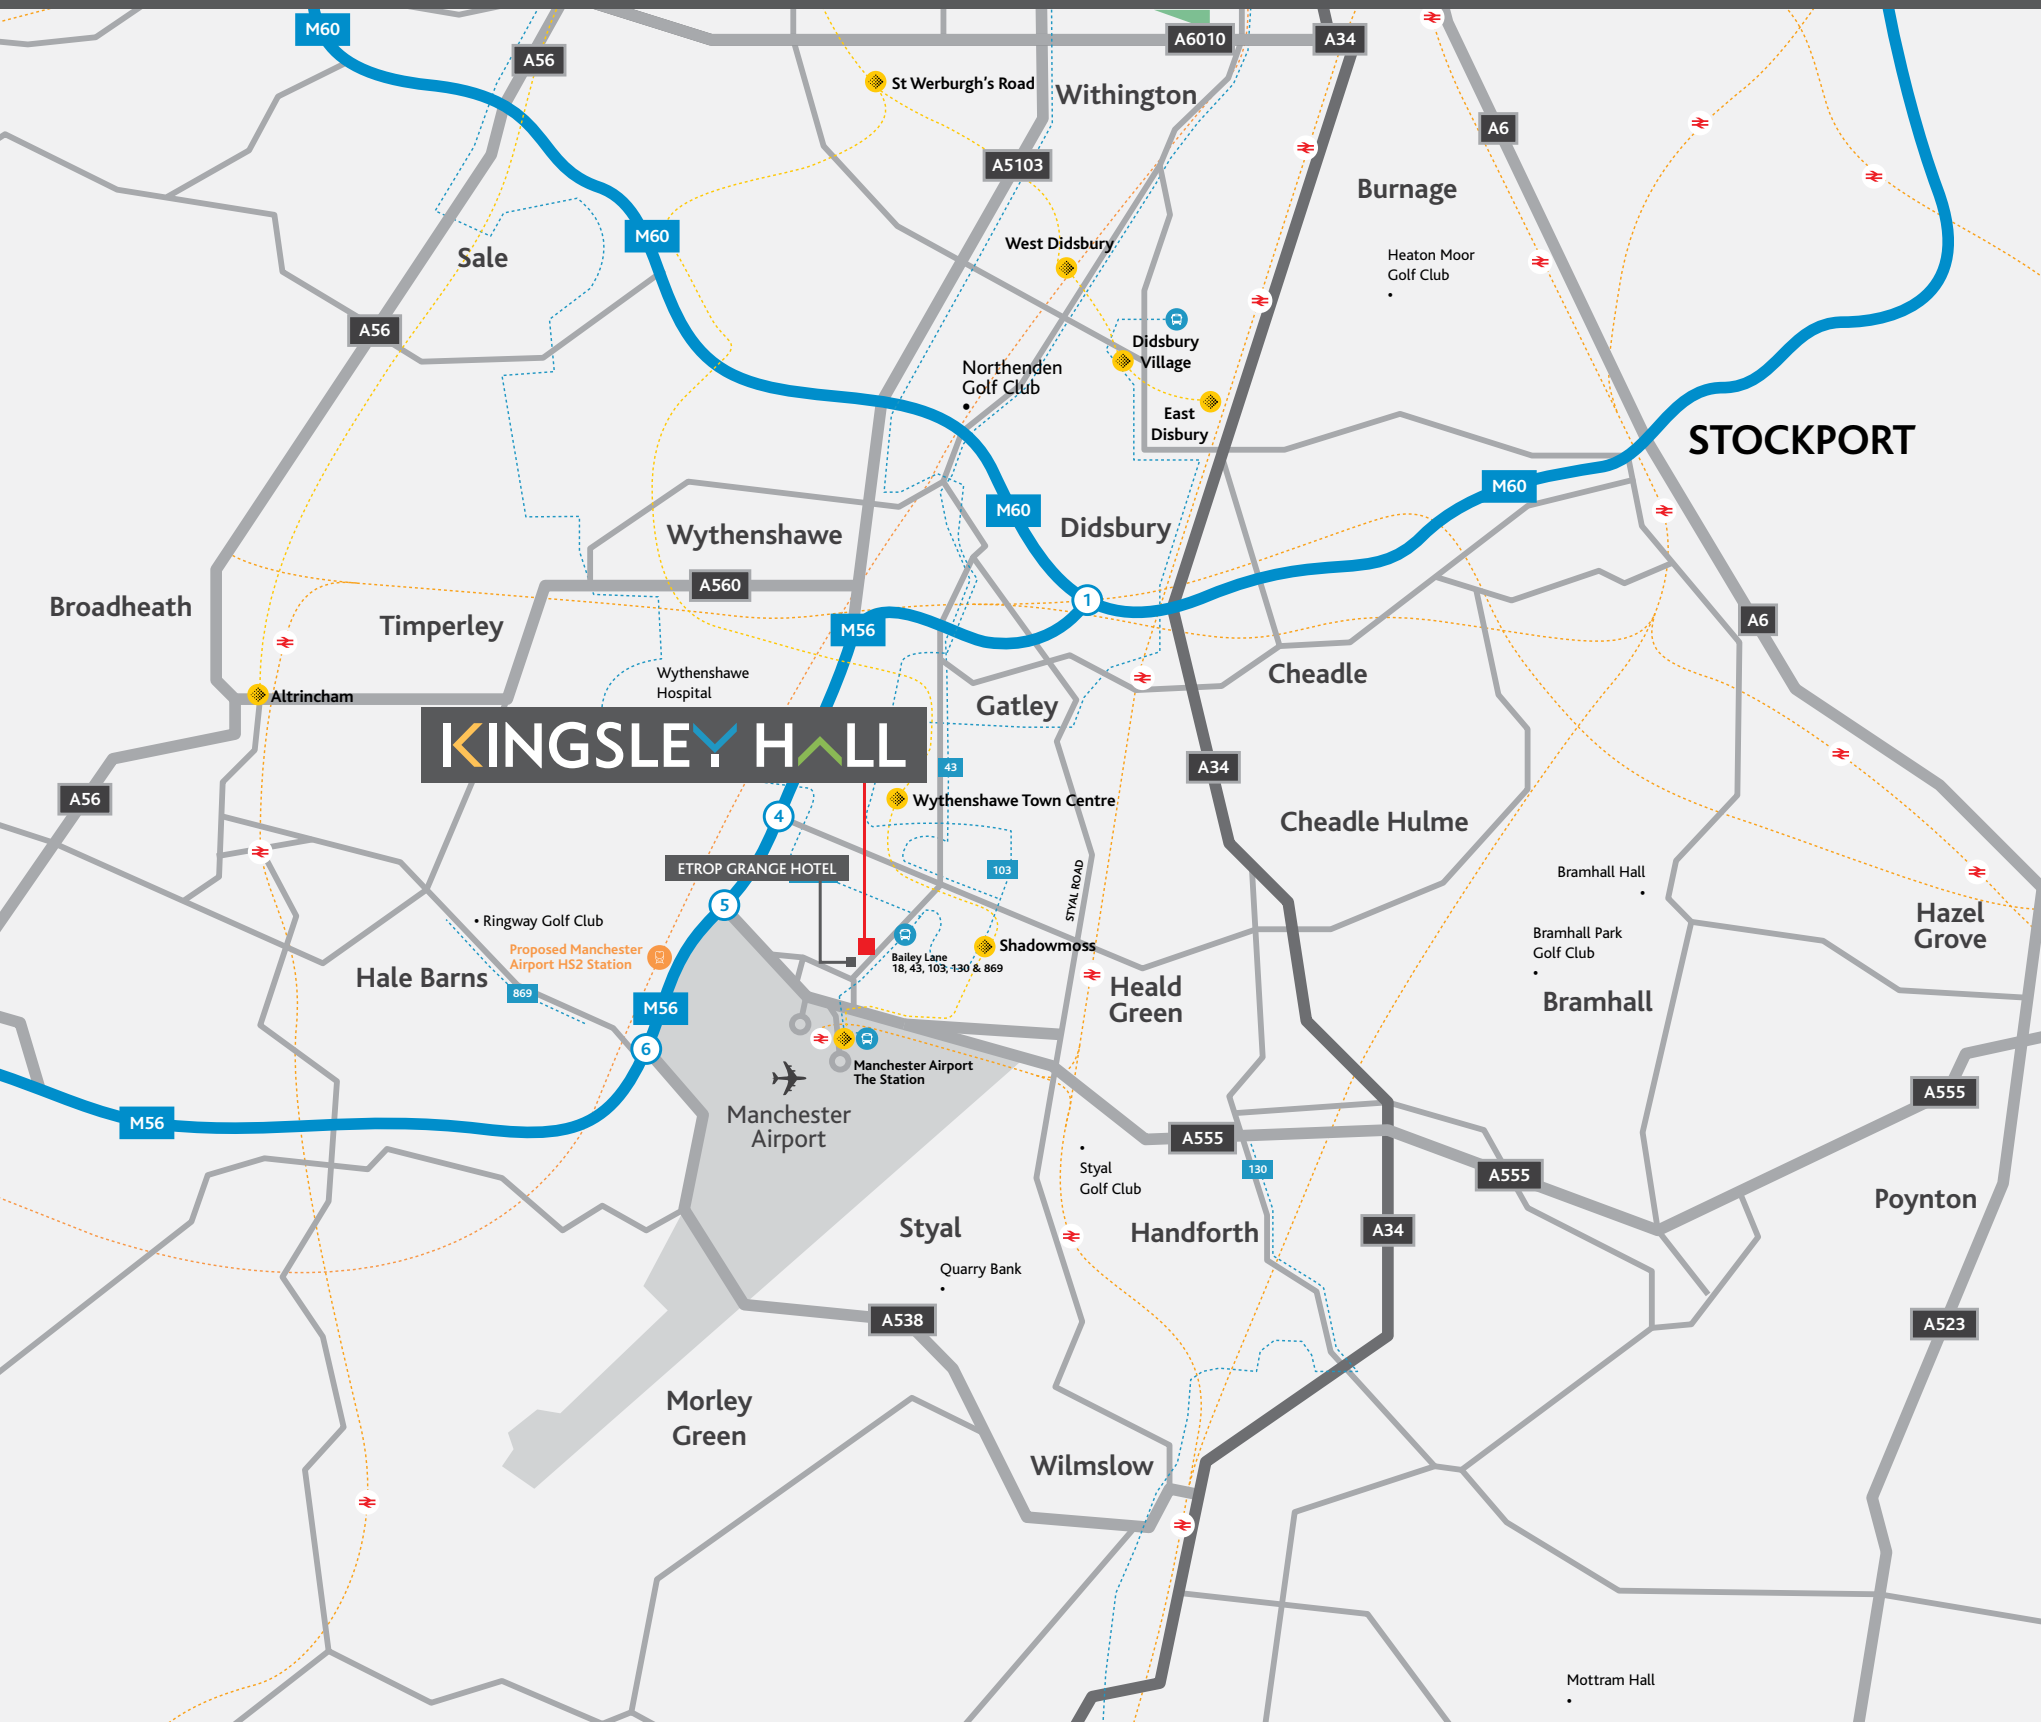 M60
A56
A6010
A34
St Werburgh's Road
Withington
A6
A5103
Burnage
M60
West Didsbury
Sale
Heaton Moor
Golf Club
A56
Didsbury
Village
Northenden
Golf Club
East
Disbury
STOCKPORT
M60
M60
Didsbury
Wythenshawe
A560
1
Broadheath
Timperley
M56
A6
Wythenshawe
Hospital
Cheadle
Altrincham
Gatley
KINGSLEY HALL
43
A34
A56
Wythenshawe Town Centre
4
Cheadle Hulme
ETROP GRANGE HOTEL
103
STYAL ROAD
Bramhall Hall
5
Ringway Golf Club
Hazel
Grove
Proposed Manchester
Airport HS2 Station
Shadowmoss
Bramhall Park
Golf Club
Bailey Lane
18, 43, 103, 130 & 869
Hale Barns
869
Heald
Green
Bramhall
M56
6
Manchester Airport
The Station
A555
Manchester
Airport
M56
A555
Styal
Golf Club
130
A555
Poynton
Styal
Handforth
A34
Quarry Bank
A538
A523
Morley
Green
Wilmslow
Mottram Hall